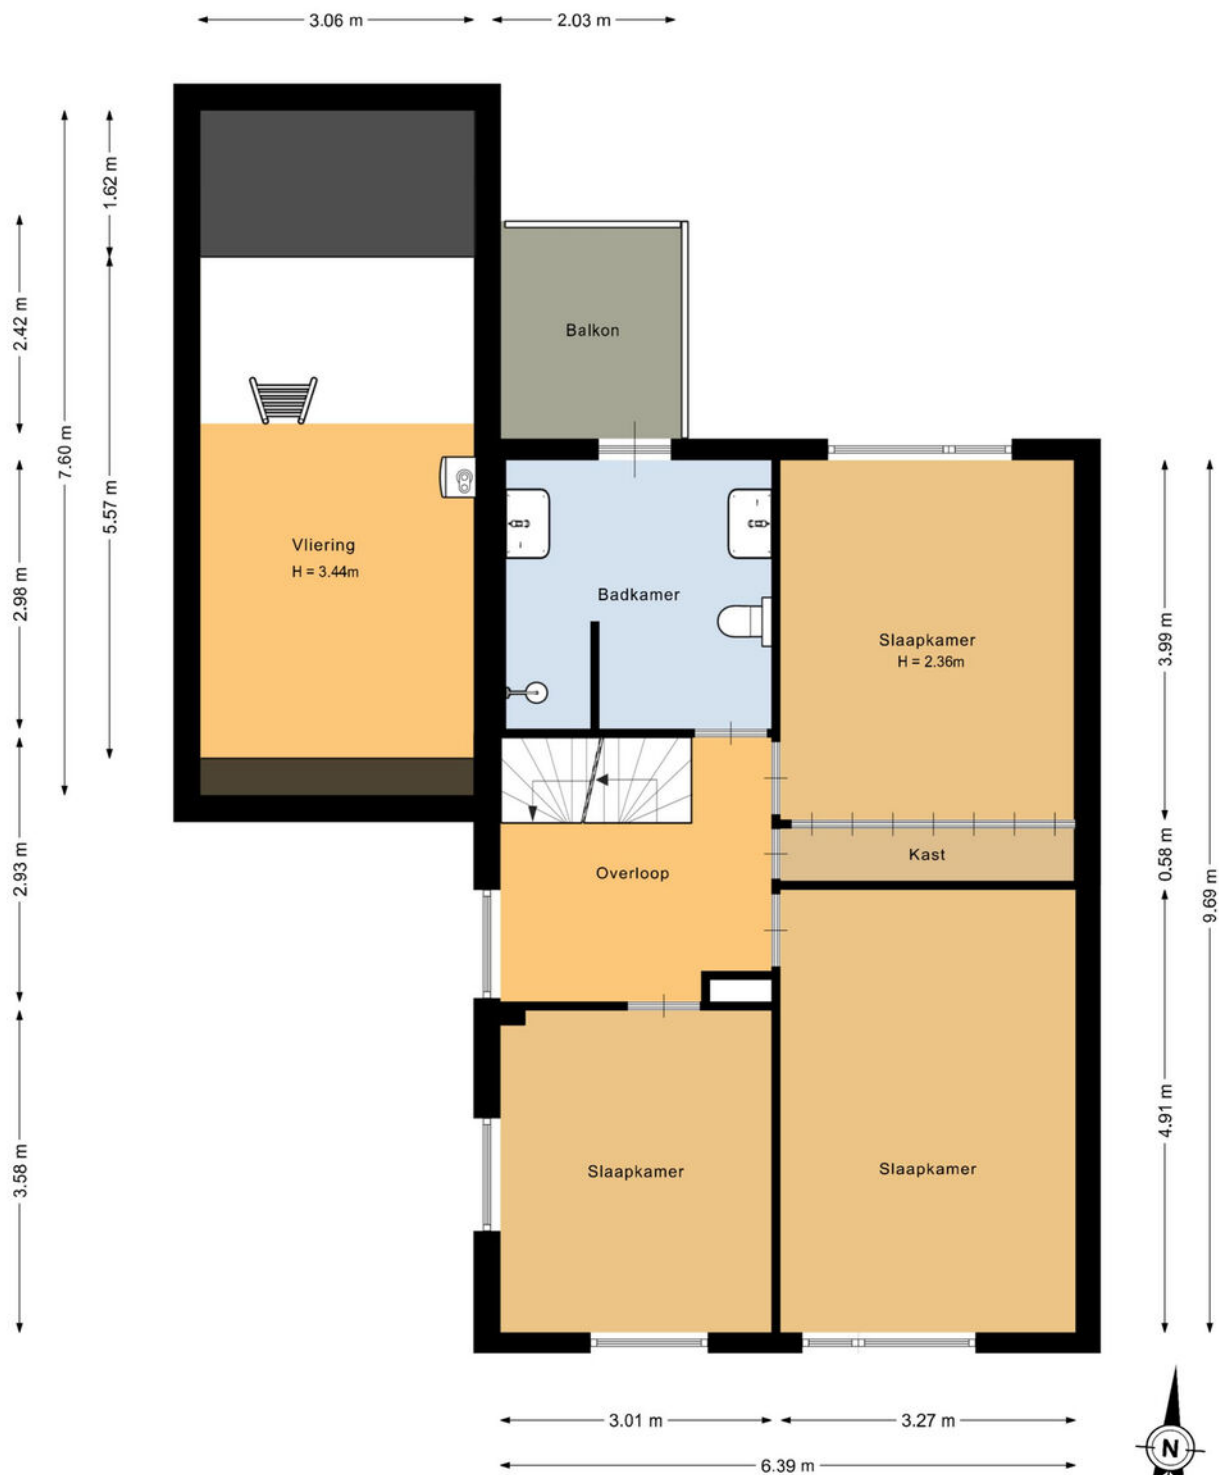 3.06 m
2.03 m
1.62 m
2.42 m
7.60 m
5.57 m
Balkon
Vliering
H = 3.44m
Badkamer
Slaapkamer
H = 2.36m
2.98 m
3.99 m
Kast
0.58 m
Overloop
2.93 m
9.69 m
4.91 m
3.58 m
Slaapkamer
Slaapkamer
3.01 m
3.27 m
6.39 m
N